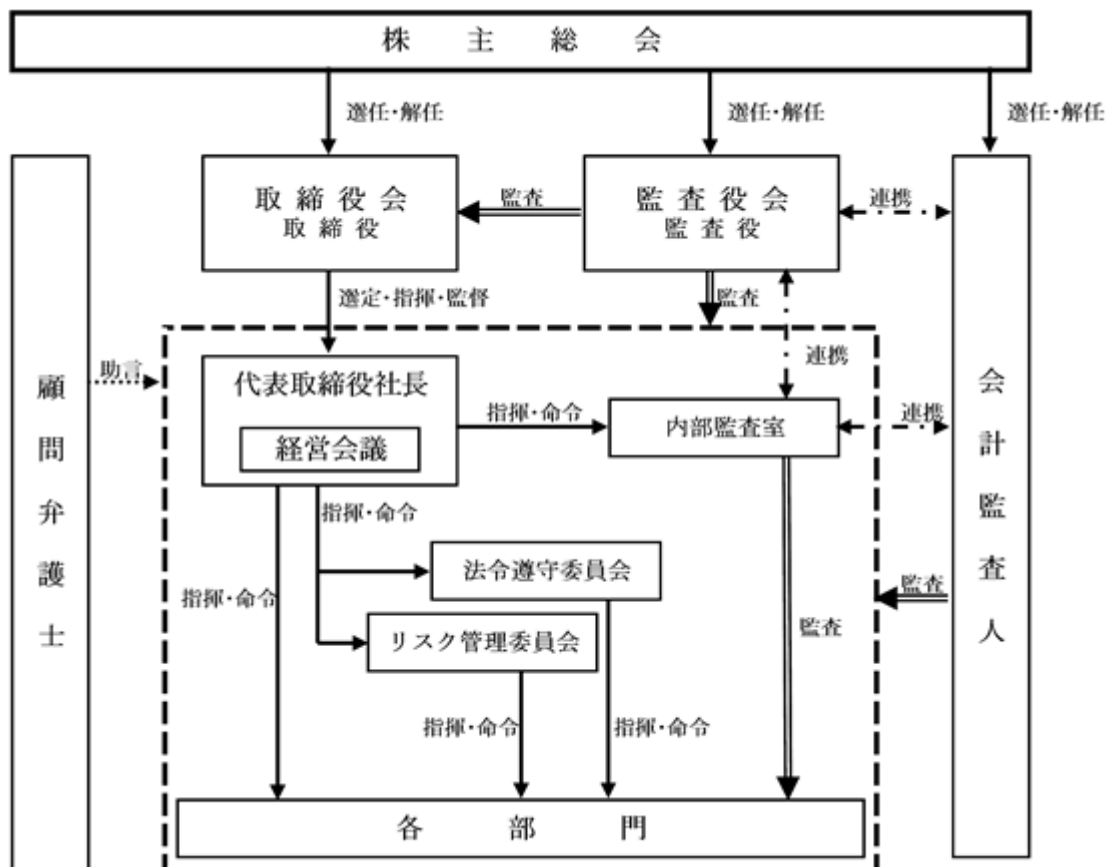 株主総会
選任・解任
選任・解任
選任・解任
取締役会
取締役
監査
監査役会
監査役
連携
選定・指揮・監督
監査
連携
助言
顧問弁護士
代表取締役社長
経営会議
指揮・命令
内部監査室
連携
会計監査人
指揮・命令
法令遵守委員会
指揮・命令
監査
監査
リスク管理委員会
指揮・命令
指揮・命令
各部門